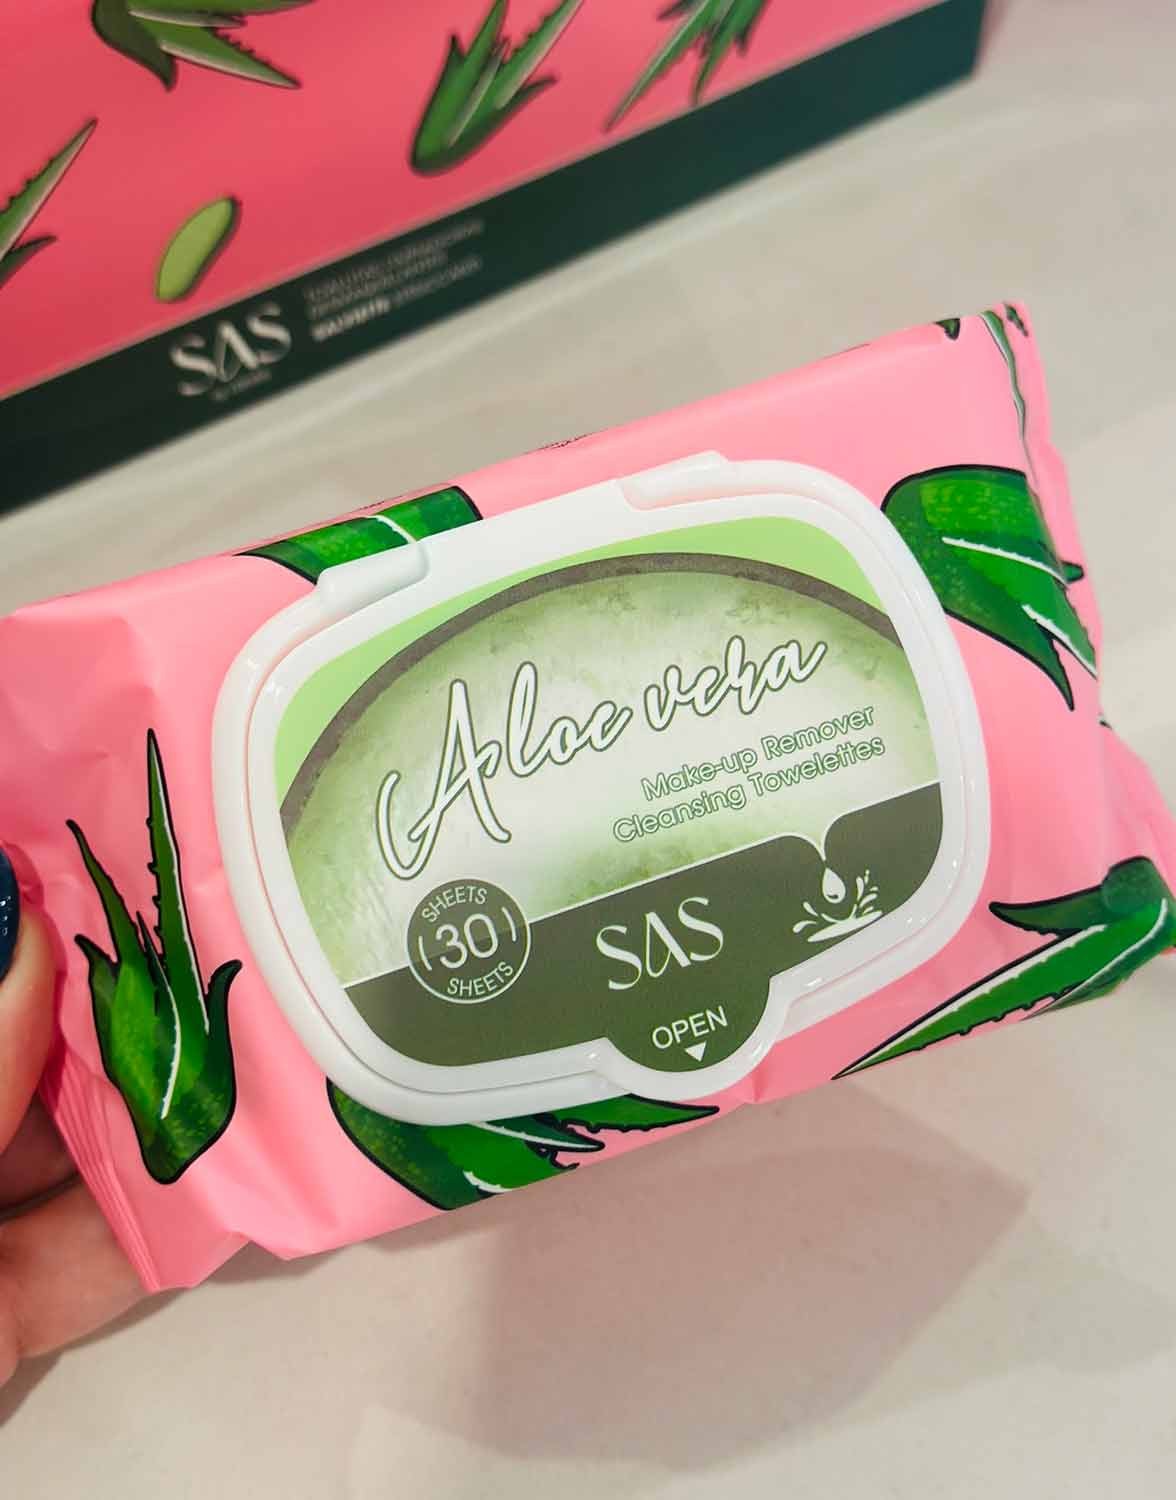 SAS
Aloe vera
Make-up Remover
Cleansing Towelettes
SHEETS
30
SHEETS
SAS
OPEN